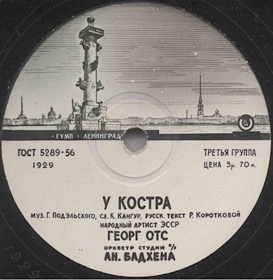 ГУМП - ЛЕНИНГРАД
ГОСТ 5289-56
1929
ТРЕТЬЯ ГРУППА
ЦЕНА 5р. 70 к.
У КОСТРА
МУЗ. Г. ПОДЭЛЬСКОГО, СЛ. К. КАНГУР, РУССК. ТЕКСТ Р. КОРОТКОВОЙ
НАРОДНЫЙ АРТИСТ ЭССР
ГЕОРГ ОТС
ОРКЕСТР СТУДИИ П/У
АН. БАДХЕНА